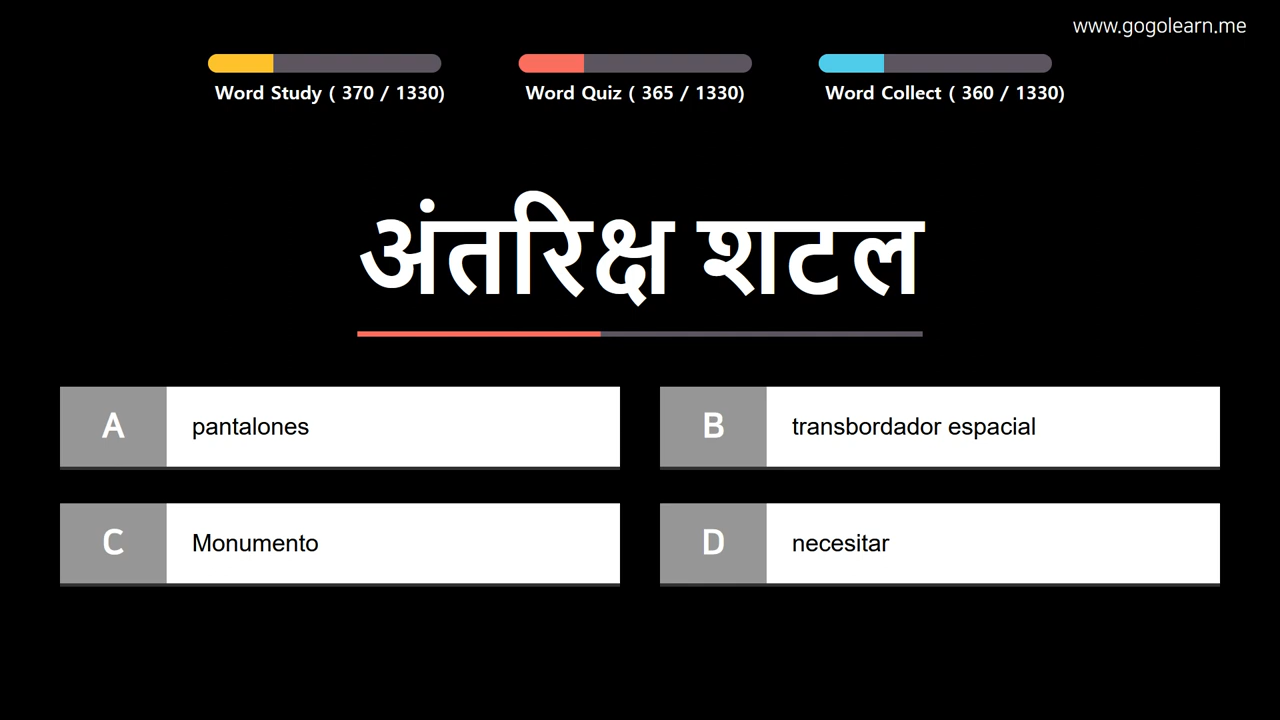 www.gogolearn.me
Word Study ( 370 / 1330)
Word Quiz ( 365 / 1330)
Word Collect ( 360 / 1330)
अंतरिक्ष शटल
A pantalones
B transbordador espacial
C Monumento
D necesitar